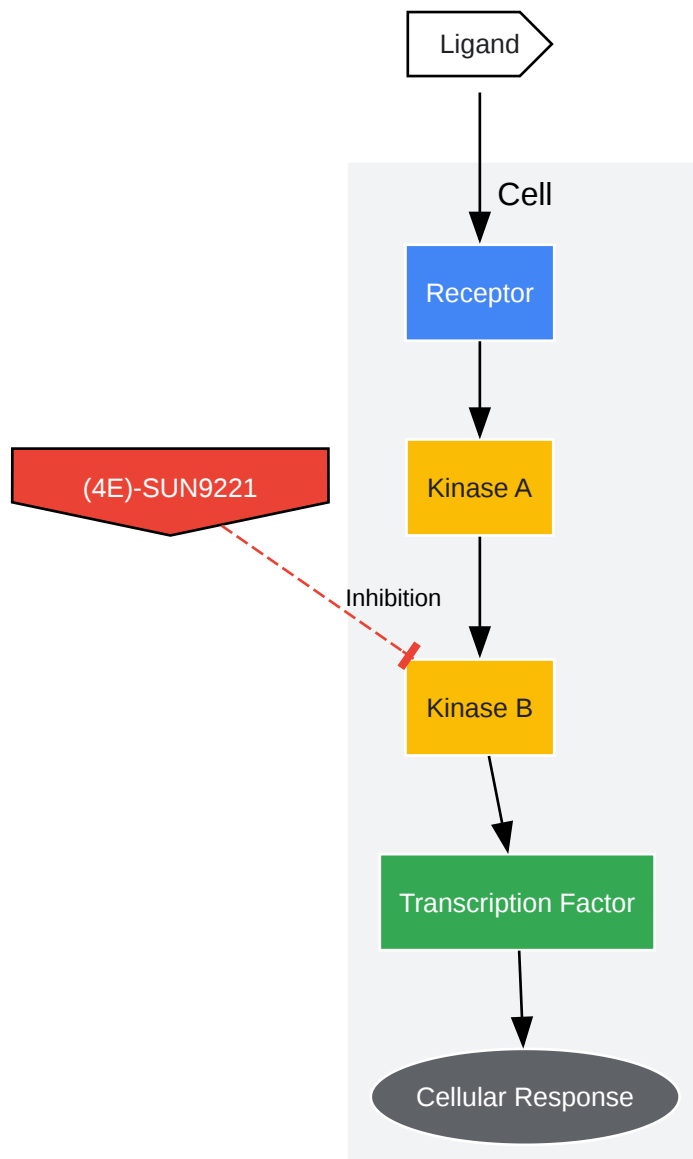 Ligand
Cell
Receptor
(4E)-SUN9221
Kinase A
Inhibition
Kinase B
Transcription Factor
Cellular Response